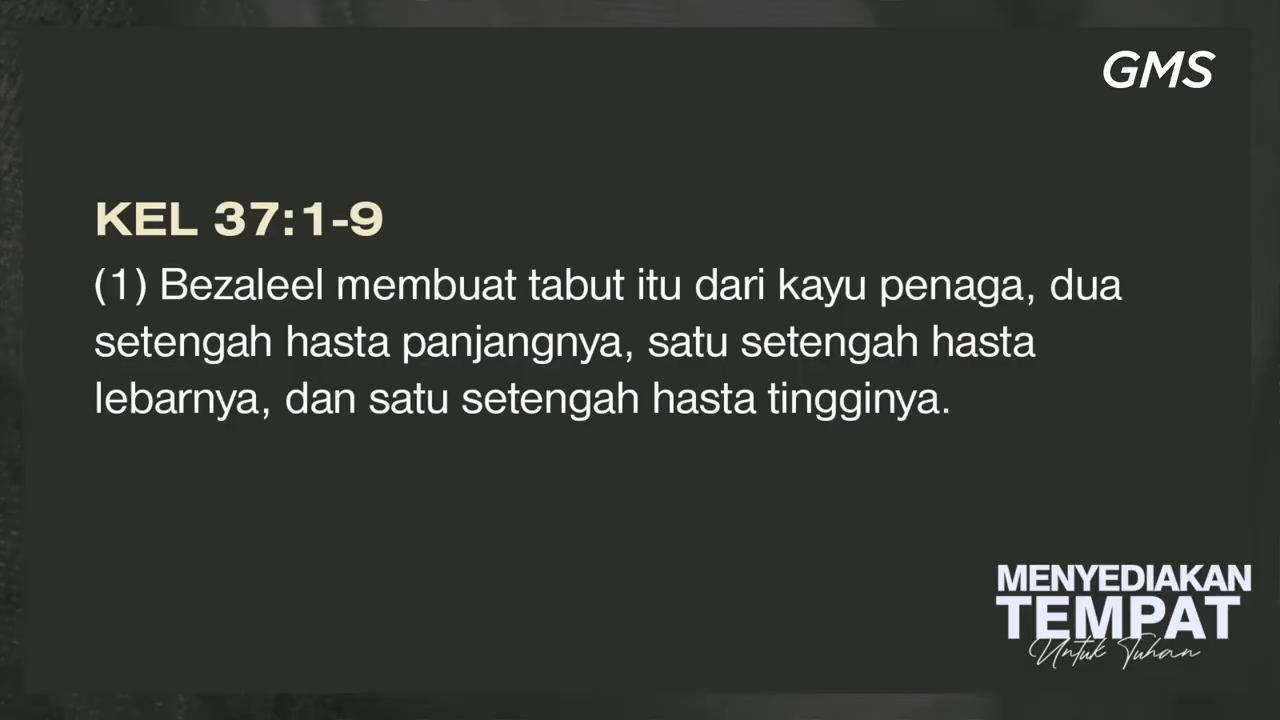 GMS
KEL 37:1-9
(1) Bezaleel membuat tabut itu dari kayu penaga, dua
setengah hasta panjangnya, satu setengah hasta
lebarnya, dan satu setengah hasta tingginya.
MENYEDIAKAN
TEMPAT
Untuk Tuhan